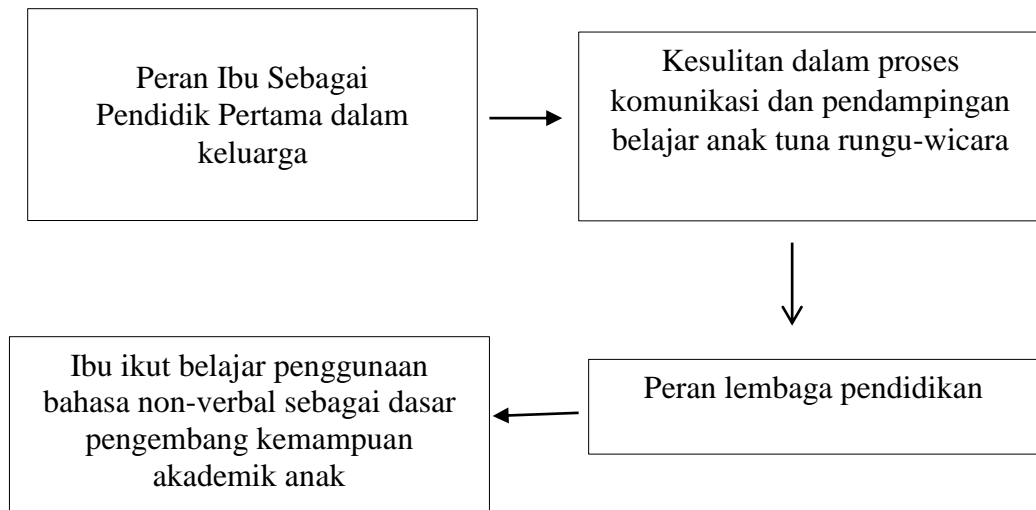 Peran Ibu Sebagai
Pendidik Pertama dalam
keluarga
Kesulitan dalam proses
komunikasi dan pendampingan
belajar anak tuna rungu-wicara
Peran lembaga pendidikan
Ibu ikut belajar penggunaan
bahasa non-verbal sebagai dasar
pengembang kemampuan
akademik anak